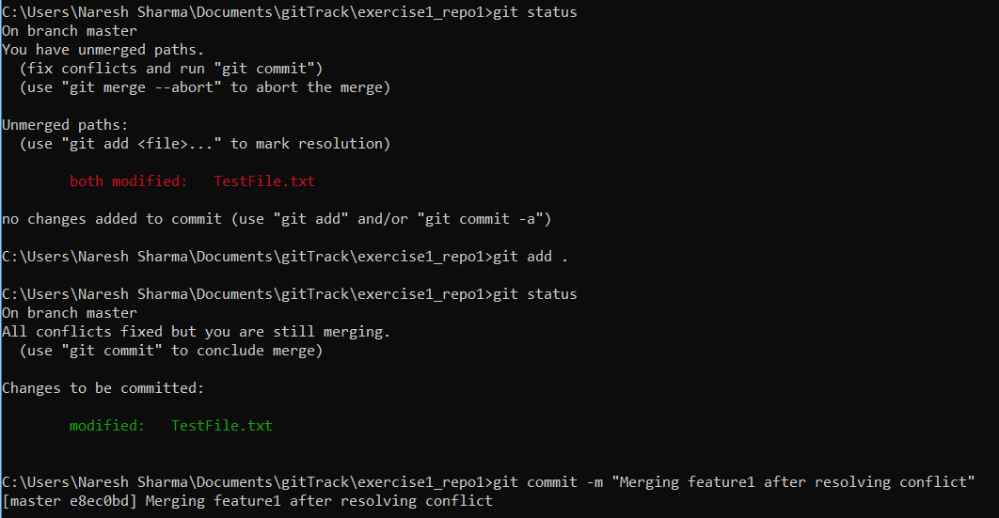 C:\Users\Naresh Sharma\Documents\gitTrack\exercise1_repo1>git status
On branch master
You have unmerged paths.
  (fix conflicts and run "git commit")
  (use "git merge --abort" to abort the merge)

Unmerged paths:
  (use "git add <file>..." to mark resolution)

        both modified:   TestFile.txt

no changes added to commit (use "git add" and/or "git commit -a")

C:\Users\Naresh Sharma\Documents\gitTrack\exercise1_repo1>git add .

C:\Users\Naresh Sharma\Documents\gitTrack\exercise1_repo1>git status
On branch master
All conflicts fixed but you are still merging.
  (use "git commit" to conclude merge)

Changes to be committed:

        modified:   TestFile.txt


C:\Users\Naresh Sharma\Documents\gitTrack\exercise1_repo1>git commit -m "Merging feature1 after resolving conflict"
[master e8ec0bd] Merging feature1 after resolving conflict